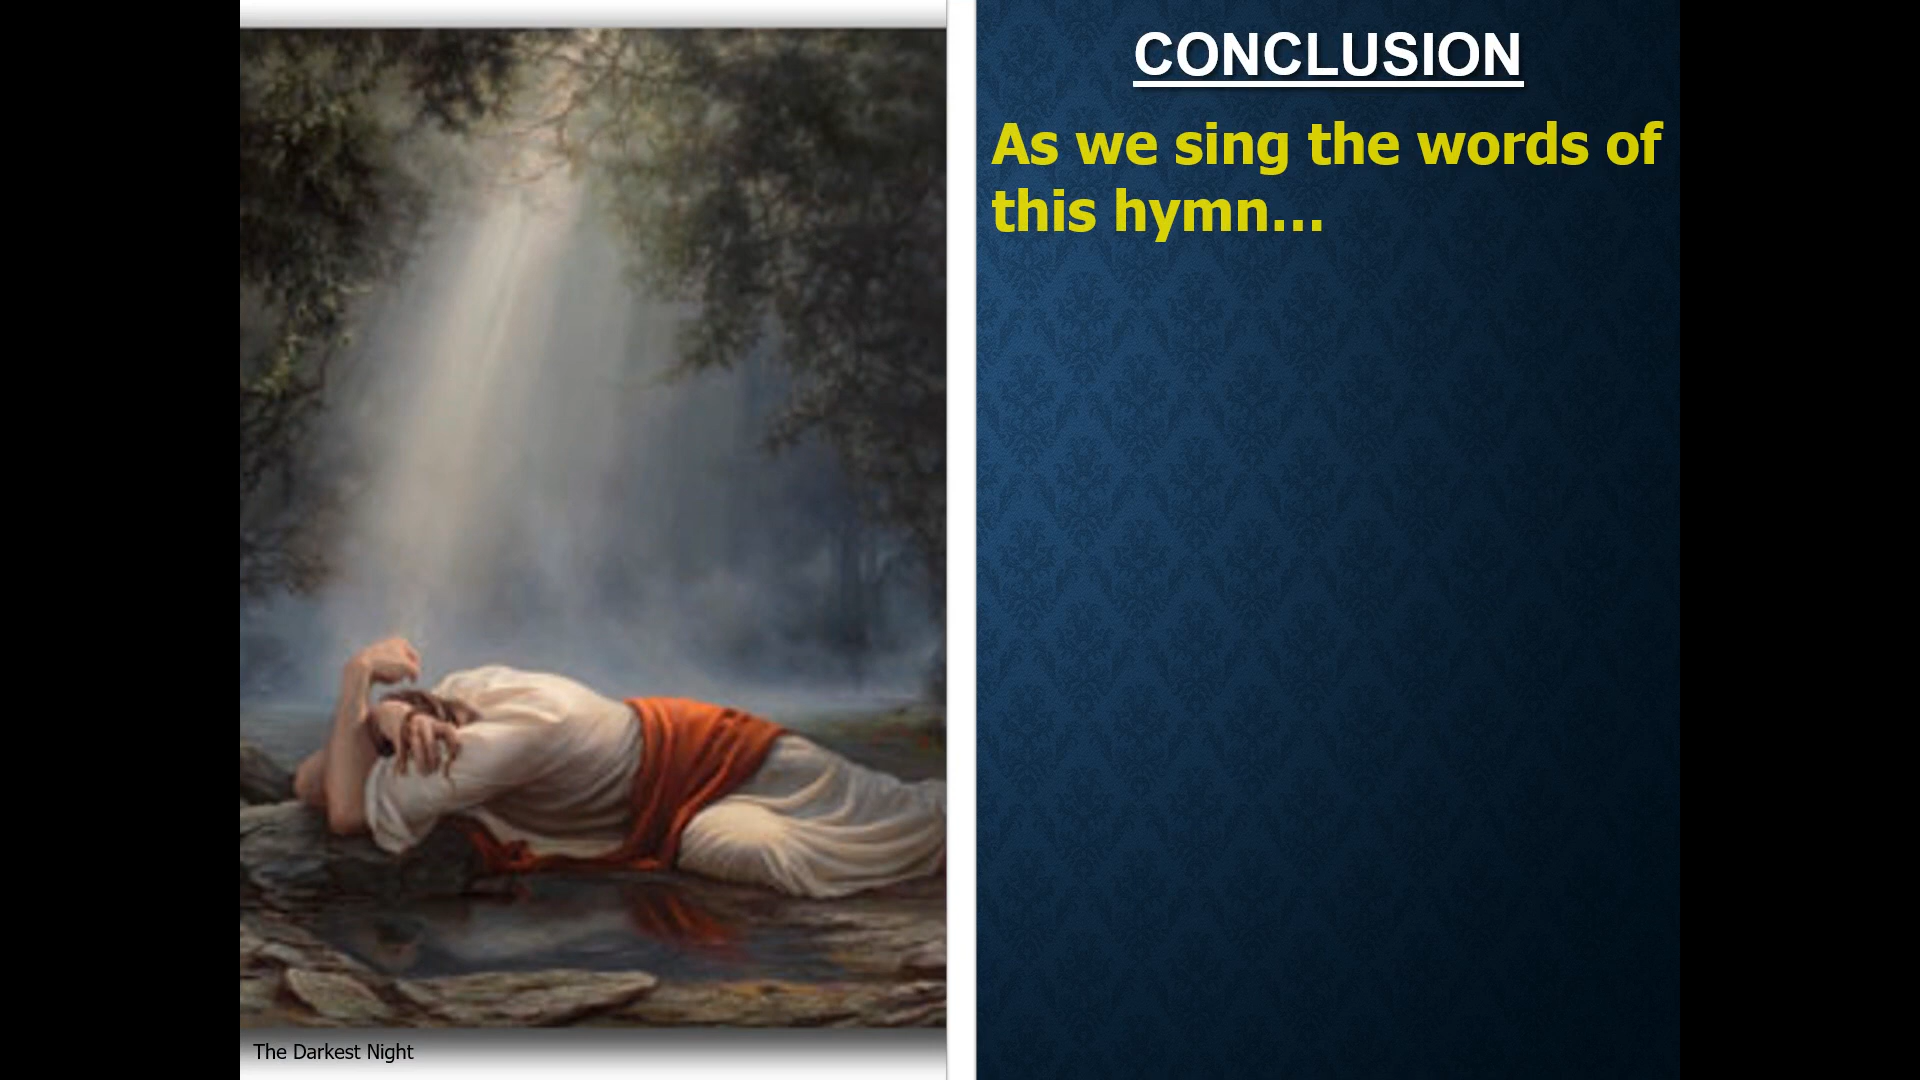 CONCLUSION
As we sing the words of
this hymn...
The Darkest Night